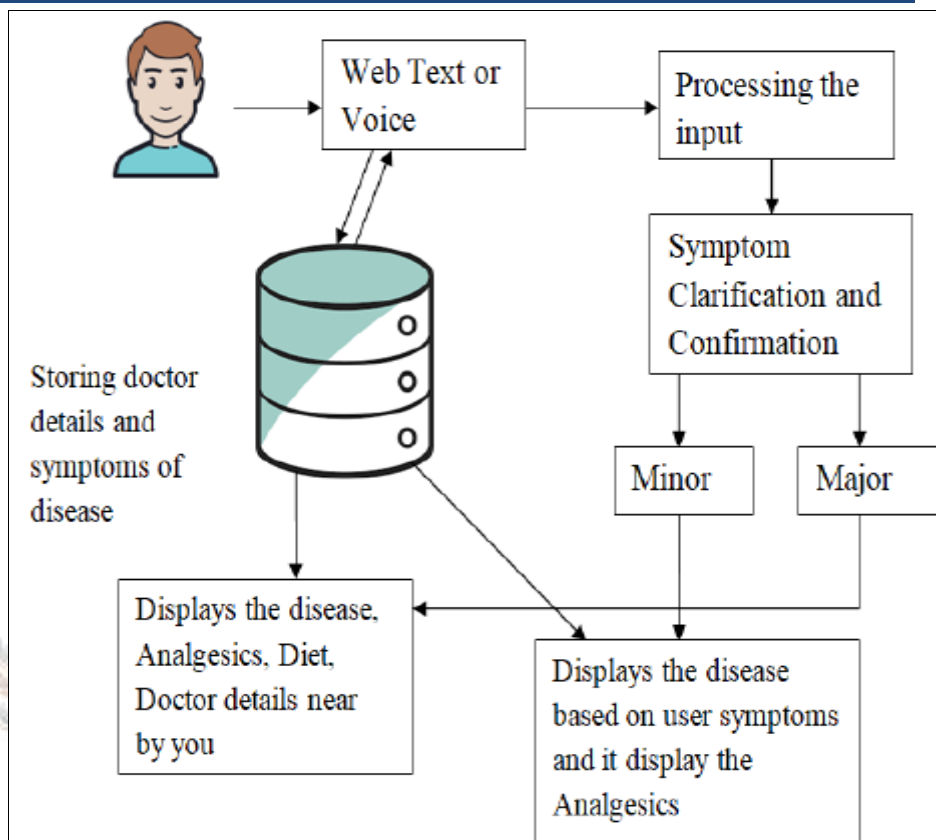 Web Text or
Voice
Processing the
input
Symptom
Clarification and
Confirmation
Storing doctor
details and
symptoms of
disease
Minor
Major
Displays the disease,
Analgesics, Diet,
Doctor details near
by you
Displays the disease
based on user symptoms
and it display the
Analgesics